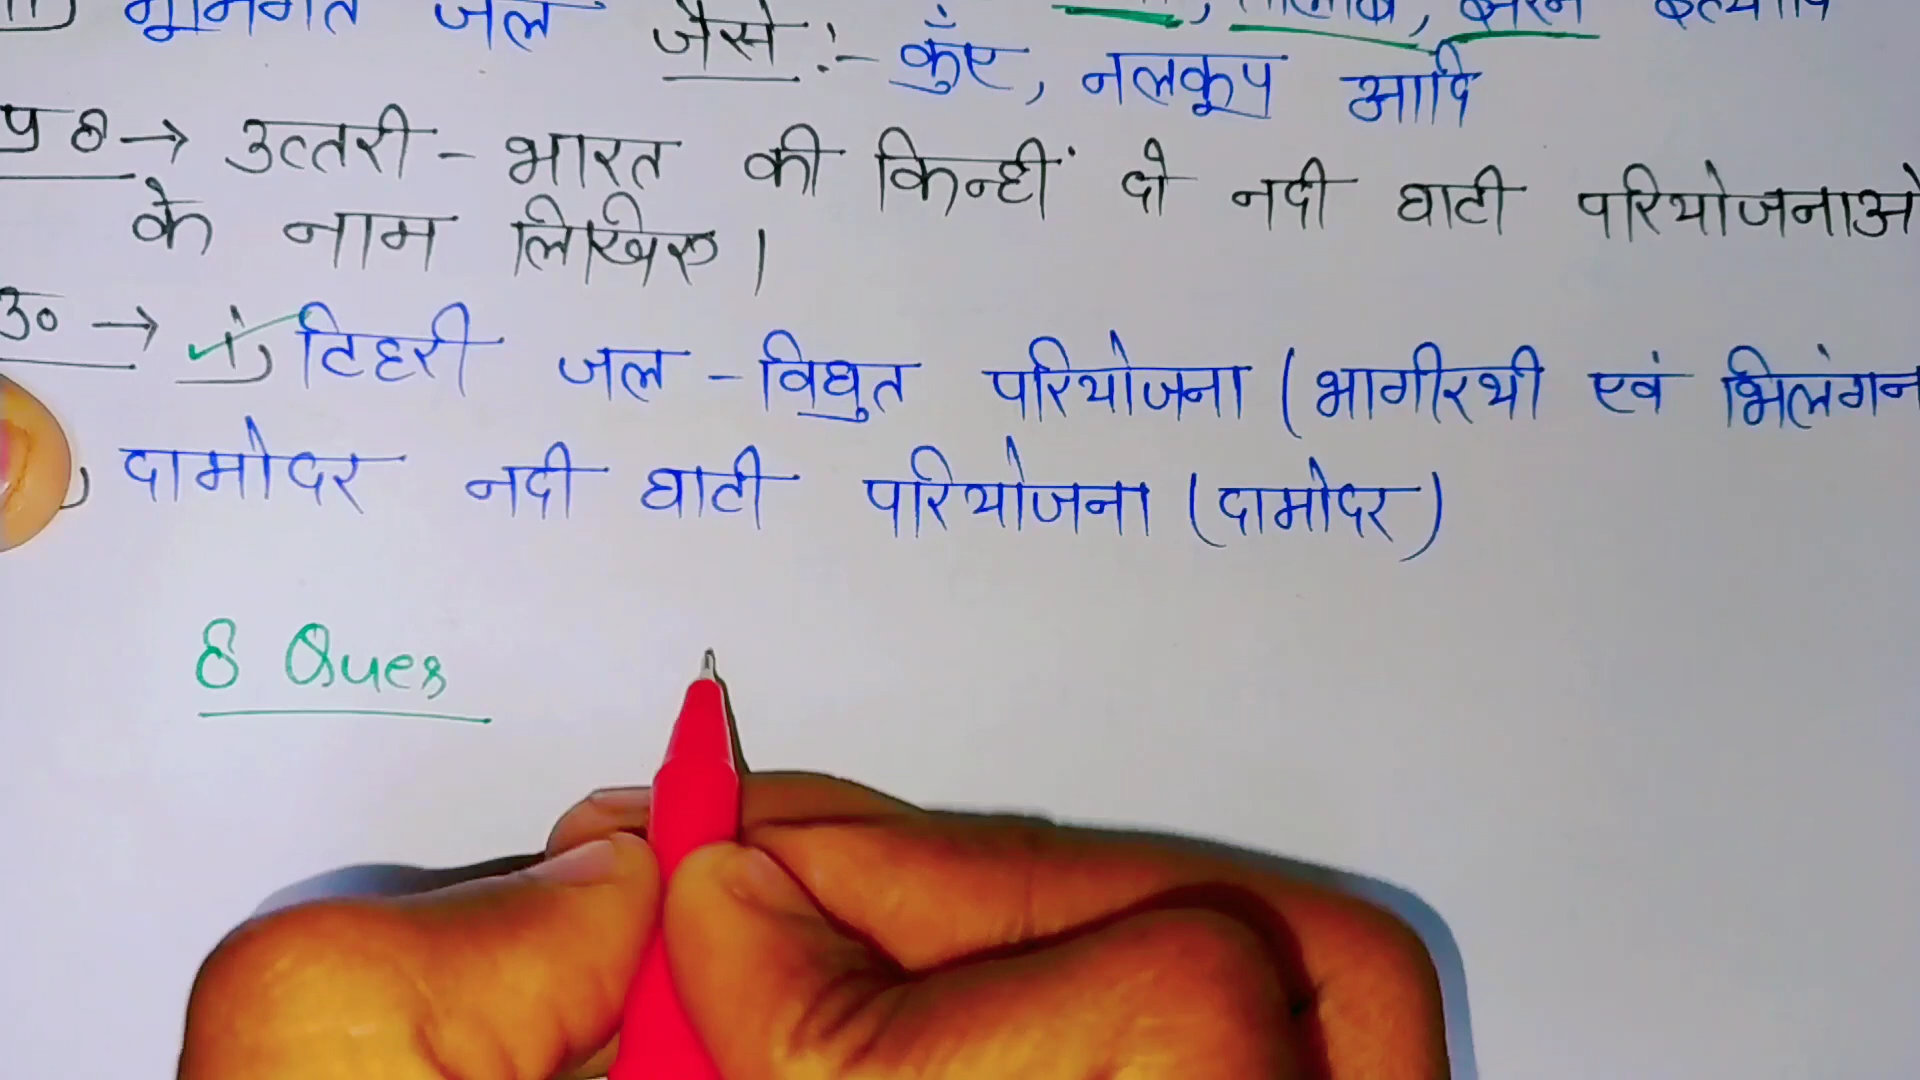 भूमिगत जल जैसे :- कुँए, नलकूप आदि
प्र 8 → उत्तरी - भारत की किन्हीं दो नदी घाटी परियोजनाओ
के नाम लिखिए।
उ० → i) टिहरी जल - विधुत परियोजना (भागीरथी एवं भिलंगन
दामोदर नदी घाटी परियोजना (दामोदर)
8 Ques